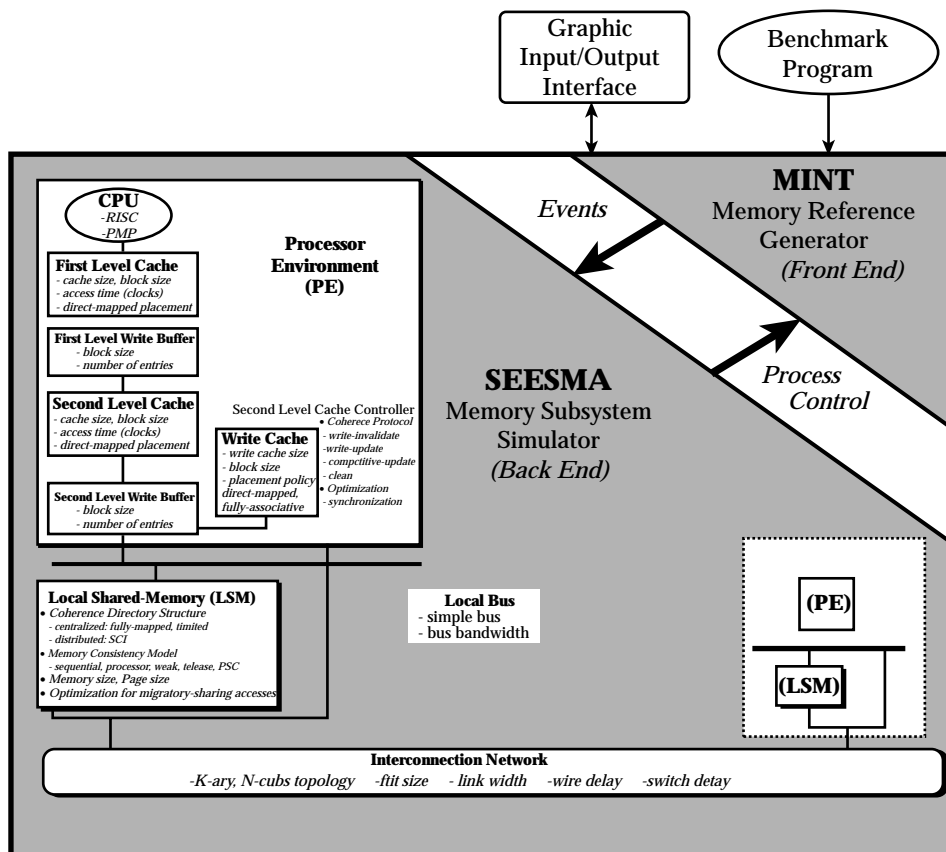 Graphic
Input/Output
Interface
Benchmark
Program
MINT
Memory Reference
Generator
(Front End)
Events
Process
Control
SEESMA
Memory Subsystem
Simulator
(Back End)
CPU
-RISC
-PMP
Processor
Environment
(PE)
First Level Cache
- cache size, block size
- access time (clocks)
- direct-mapped placement
First Level Write Buffer
- block size
- number of entries
Second Level Cache
- cache size, block size
- access time (clocks)
- direct-mapped placement
Second Level Write Buffer
- block size
- number of entries
Second Level Cache Controller
Write Cache
- write cache size
- block size
- placement policy
direct-mapped,
fully-associative
• Coherece Protocol
- write-invalidate
-write-update
- compctitive-update
- clean
• Optimization
- synchronization
Local Shared-Memory (LSM)
• Coherence Directory Structure
- centralized: fully-mapped, timited
- distributed: SCI
• Memory Consistency Model
- sequential, processor, weak, telease, PSC
• Memory size, Page size
• Optimization for migratory-sharing accesses
Local Bus
- simple bus
- bus bandwidth
(PE)
(LSM)
Interconnection Network
-K-ary, N-cubs topology -ftit size - link width -wire delay -switch detay